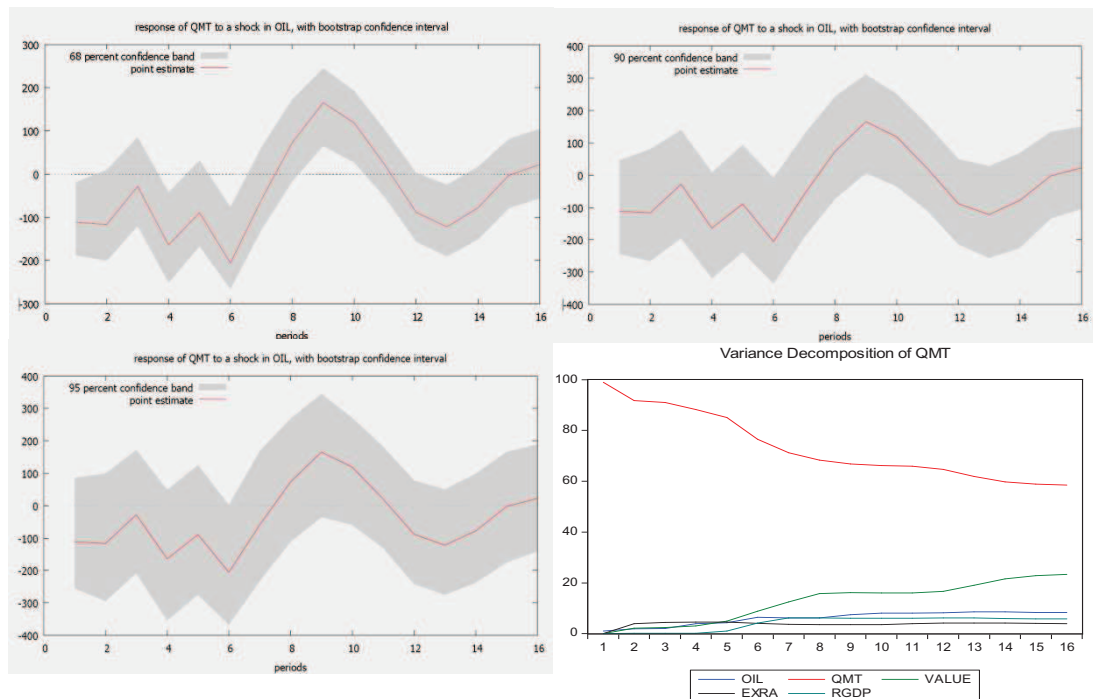 response of QMT to a shock in OIL, with bootstrap confidence interval
68 percent confidence band
point estimate
300
200
100
0
-100
-200
-300
0 2 4 6 8 10 12 14 16
periods
response of QMT to a shock in OIL, with bootstrap confidence interval
90 percent confidence band
point estimate
400
300
200
100
0
-100
-200
-300
-400
0 2 4 6 8 10 12 14 16
periods
response of QMT to a shock in OIL, with bootstrap confidence interval
95 percent confidence band
point estimate
400
300
200
100
0
-100
-200
-300
-400
0 2 4 6 8 10 12 14 16
periods
Variance Decomposition of QMT
100
80
60
40
20
0
1 2 3 4 5 6 7 8 9 10 11 12 13 14 15 16
OIL QMT VALUE
EXRA RGDP